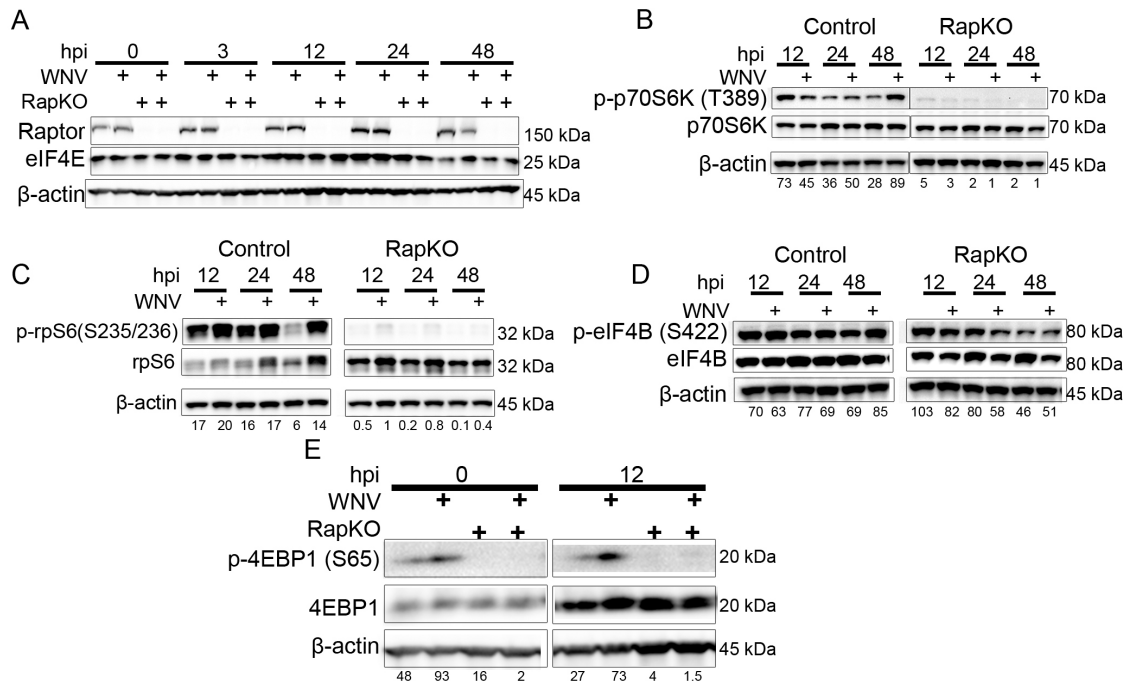 A
hpi 0 3 12 24 48
WNV + + + + + + + + + +
RapKO + + + + + + + + + +
Raptor 150 kDa
eIF4E 25 kDa
β-actin 45 kDa
B
Control RapKO
hpi 12 24 48 12 24 48
WNV + + + + + +
p-p70S6K (T389) 70 kDa
p70S6K 70 kDa
β-actin 45 kDa
73 45 36 50 28 89 5 3 2 1 2 1
C
Control RapKO
hpi 12 24 48 12 24 48
WNV + + + + + +
p-rpS6(S235/236) 32 kDa
rpS6 32 kDa
β-actin 45 kDa
17 20 16 17 6 14 0.5 1 0.2 0.8 0.1 0.4
D
Control RapKO
hpi 12 24 48 12 24 48
WNV + + + + + +
p-eIF4B (S422) 80 kDa
eIF4B 80 kDa
β-actin 45 kDa
70 63 77 69 69 85 103 82 80 58 46 51
E
hpi 0 12
WNV + + + +
RapKO + + + +
p-4EBP1 (S65) 20 kDa
4EBP1 20 kDa
β-actin 45 kDa
48 93 16 2 27 73 4 1.5